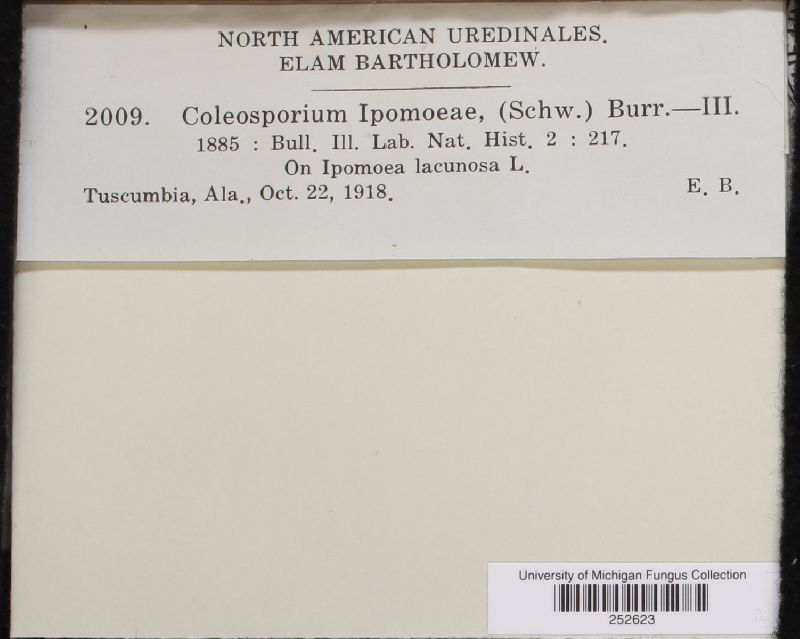 NORTH AMERICAN UREDINALES.
ELAM BARTHOLOMEW.
2009. Coleosporium Ipomoeae, (Schw.) Burr.—III.
1885 : Bull. Ill. Lab. Nat. Hist. 2 : 217.
On Ipomoea lacunosa L.
Tuscumbia, Ala., Oct. 22, 1918. E. B.
University of Michigan Fungus Collection
252623